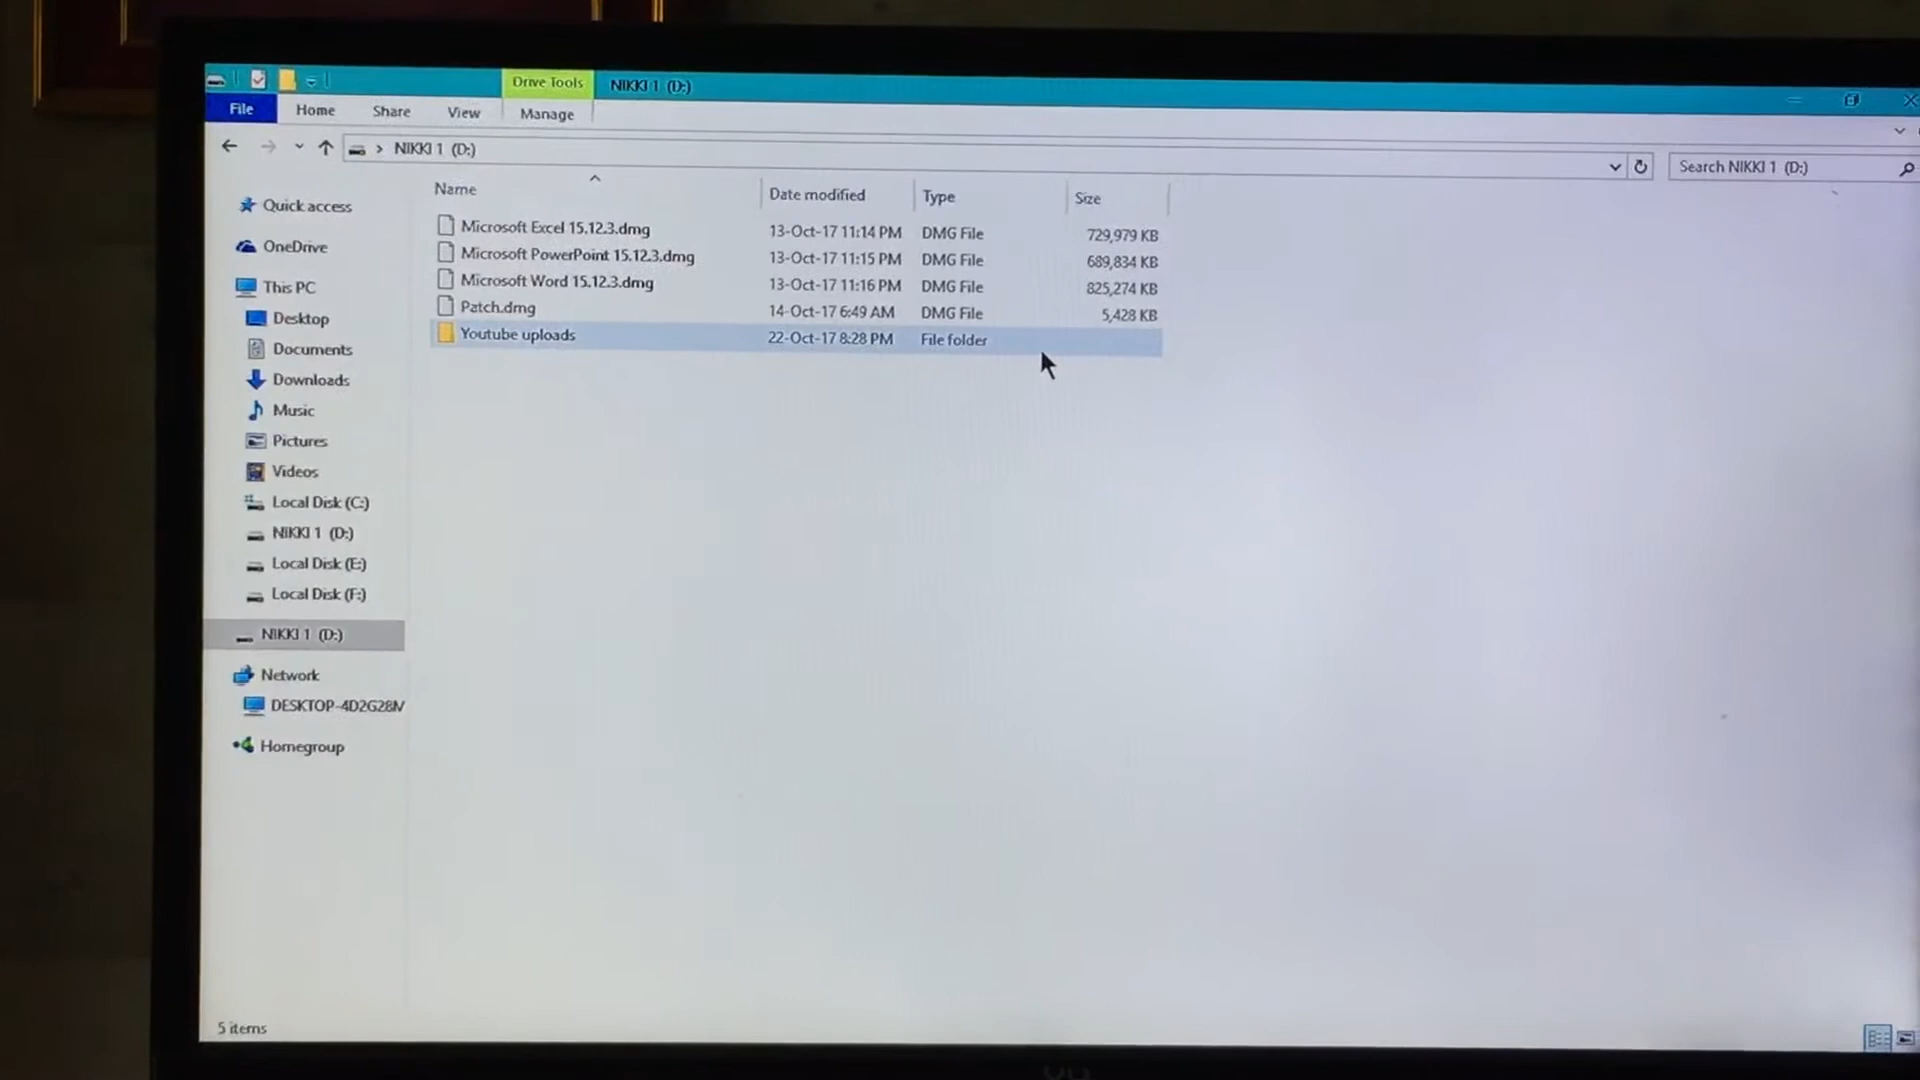 Drive Tools NIKKI 1 (D:)
File Home Share View Manage
NIKKI 1 (D:) Search NIKKI 1 (D:)
Name Date modified Type Size
Microsoft Excel 15.12.3.dmg 13-Oct-17 11:14 PM DMG File 729,979 KB
Microsoft PowerPoint 15.12.3.dmg 13-Oct-17 11:15 PM DMG File 689,834 KB
Microsoft Word 15.12.3.dmg 13-Oct-17 11:16 PM DMG File 825,274 KB
Patch.dmg 14-Oct-17 6:49 AM DMG File 5,428 KB
Youtube uploads 22-Oct-17 8:28 PM File folder
Quick access
OneDrive
This PC
Desktop
Documents
Downloads
Music
Pictures
Videos
Local Disk (C:)
NIKKI 1 (D:)
Local Disk (E:)
Local Disk (F:)
NIKKI 1 (D:)
Network
DESKTOP-4D2G28M
Homegroup
5 items